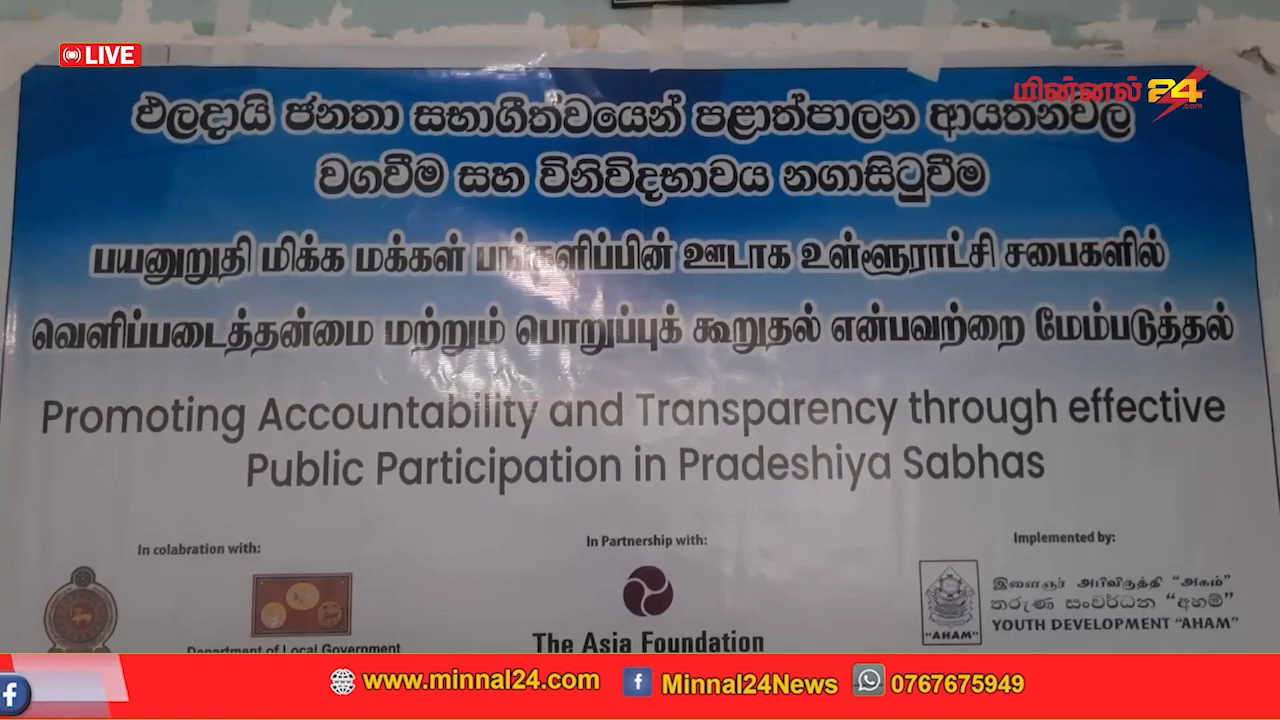 LIVE
மின்னல் 24
.com
ඵලදායි ජනතා සභාගීත්වයෙන් පළාත්පාලන ආයතනවල
වගවීම සහ විනිවිදභාවය නගාසිටුවීම
பயனுறுதி மிக்க மக்கள் பங்களிப்பின் ஊடாக உள்ளூராட்சி சபைகளில்
வெளிப்படைத்தன்மை மற்றும் பொறுப்புக் கூறுதல் என்பவற்றை மேம்படுத்தல்
Promoting Accountability and Transparency through effective
Public Participation in Pradeshiya Sabhas
In colabration with:
In Partnership with:
Implemented by:
Department of Local Government
The Asia Foundation
"AHAM"
இளைஞர் அபிவிருத்தி "அகம்"
තරුණ සංවර්ධන "අහම්"
YOUTH DEVELOPMENT "AHAM"
www.minnal24.com
Minnal24News
0767675949